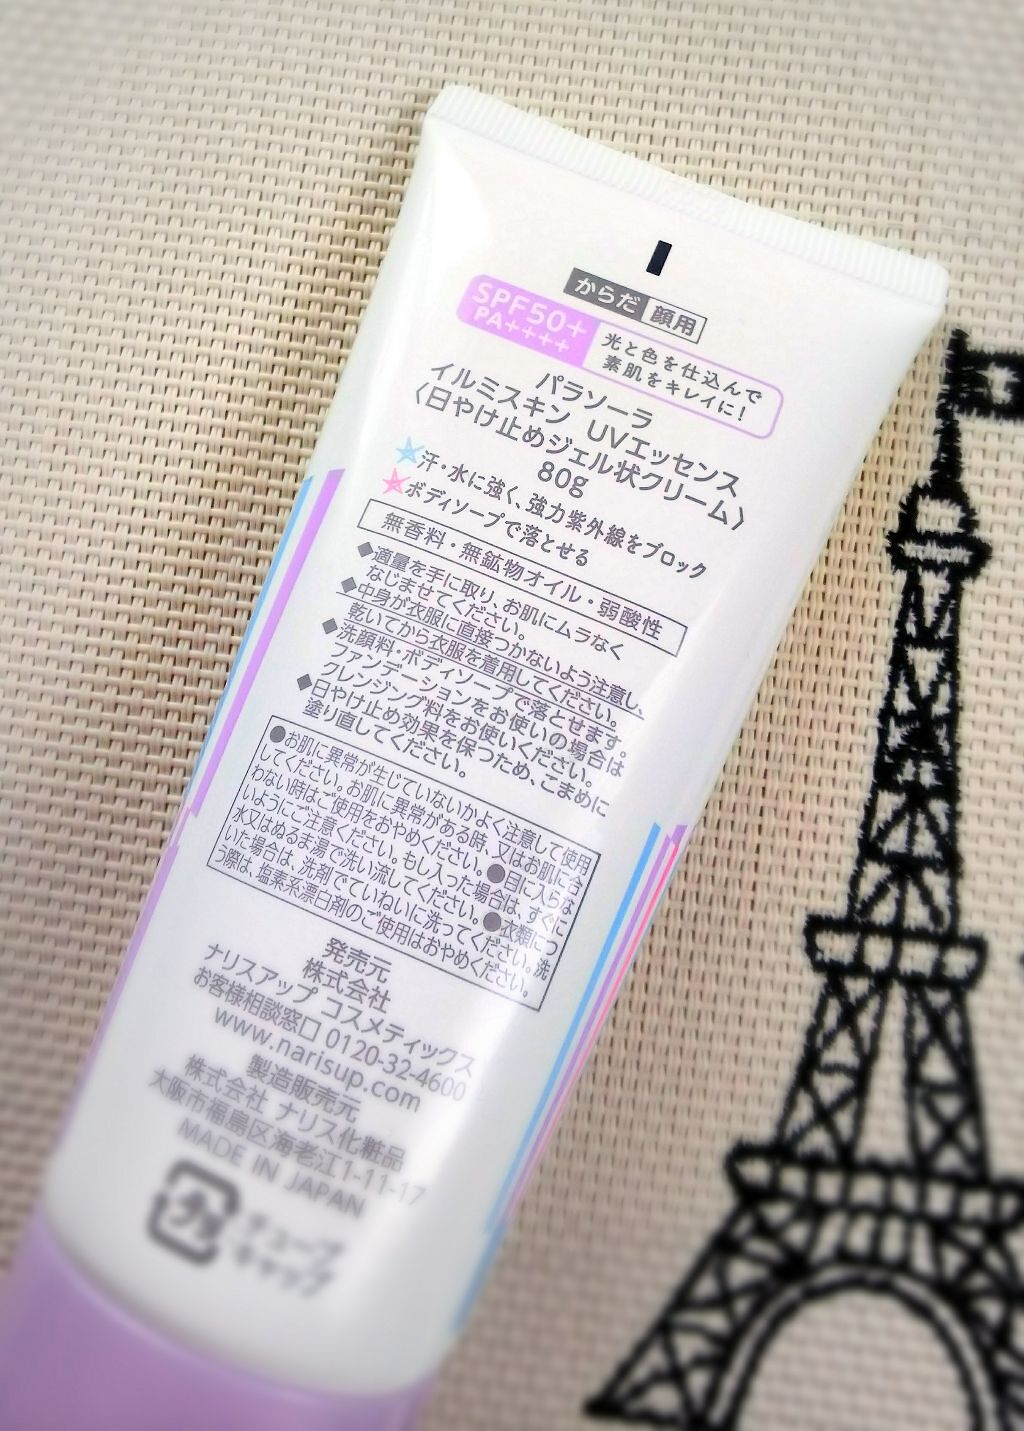 からだ 顔用
SPF50+
PA++++
光と色を仕込んで
素肌をキレイに!
パラソーラ
イルミスキン UVエッセンス
〈日やけ止めジェル状クリーム〉
80g
汗・水に強く、強力紫外線をブロック
ボディソープで落とせる
無香料・無鉱物オイル・弱酸性
◆適量を手に取り、お肌にムラなく
なじませてください。
◆中身が衣服に直接つかないよう注意し、
乾いてから衣服を着用してください。
◆洗顔料・ボディソープで落とせます。
ファンデーションをお使いの場合は
クレンジング料をお使いください。
◆日やけ止め効果を保つため、こまめに
塗り直してください。
●お肌に異常が生じていないかよく注意して使用
してください。お肌に異常がある時、又はお肌に合
わない時はご使用をおやめください。●目に入らな
いようにご注意ください。もし入った場合は、すぐに
水又はぬるま湯で洗い流してください。●衣類につ
いた場合は、洗剤でていねいに洗ってください。洗
う際は、塩素系漂白剤のご使用はおやめください。
発売元
株式会社
ナリスアップ コスメティックス
お客様相談窓口 0120-32-4600
www.narisup.com
製造販売元
株式会社 ナリス化粧品
大阪市福島区海老江1-11-17
MADE IN JAPAN
プラ
チューブ
キャップ